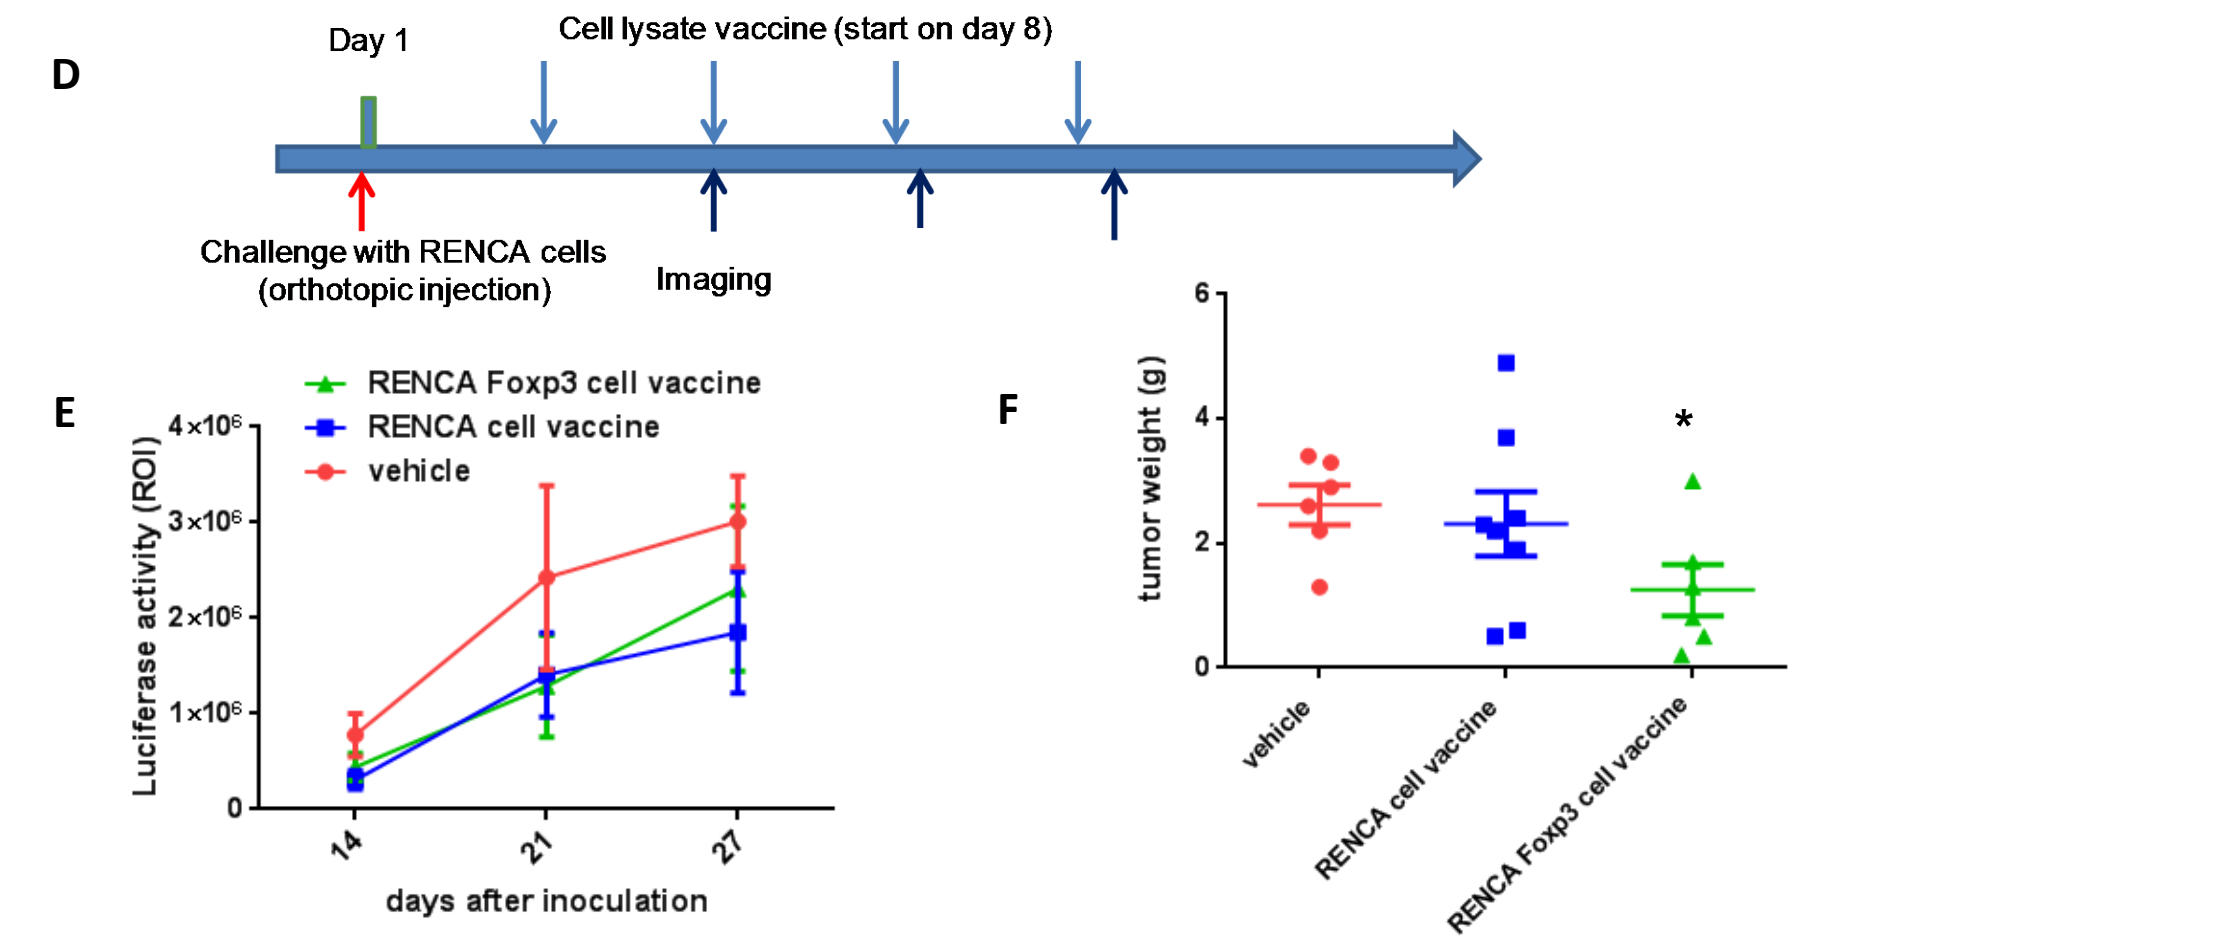 D
Day 1
Cell lysate vaccine (start on day 8)
Challenge with RENCA cells
(orthotopic injection)
Imaging
E
RENCA Foxp3 cell vaccine
RENCA cell vaccine
vehicle
Luciferase activity (ROI)
4×10⁶
3×10⁶
2×10⁶
1×10⁶
0
14
21
27
days after inoculation
F
tumor weight (g)
6
4
2
0
*
vehicle
RENCA cell vaccine
RENCA Foxp3 cell vaccine